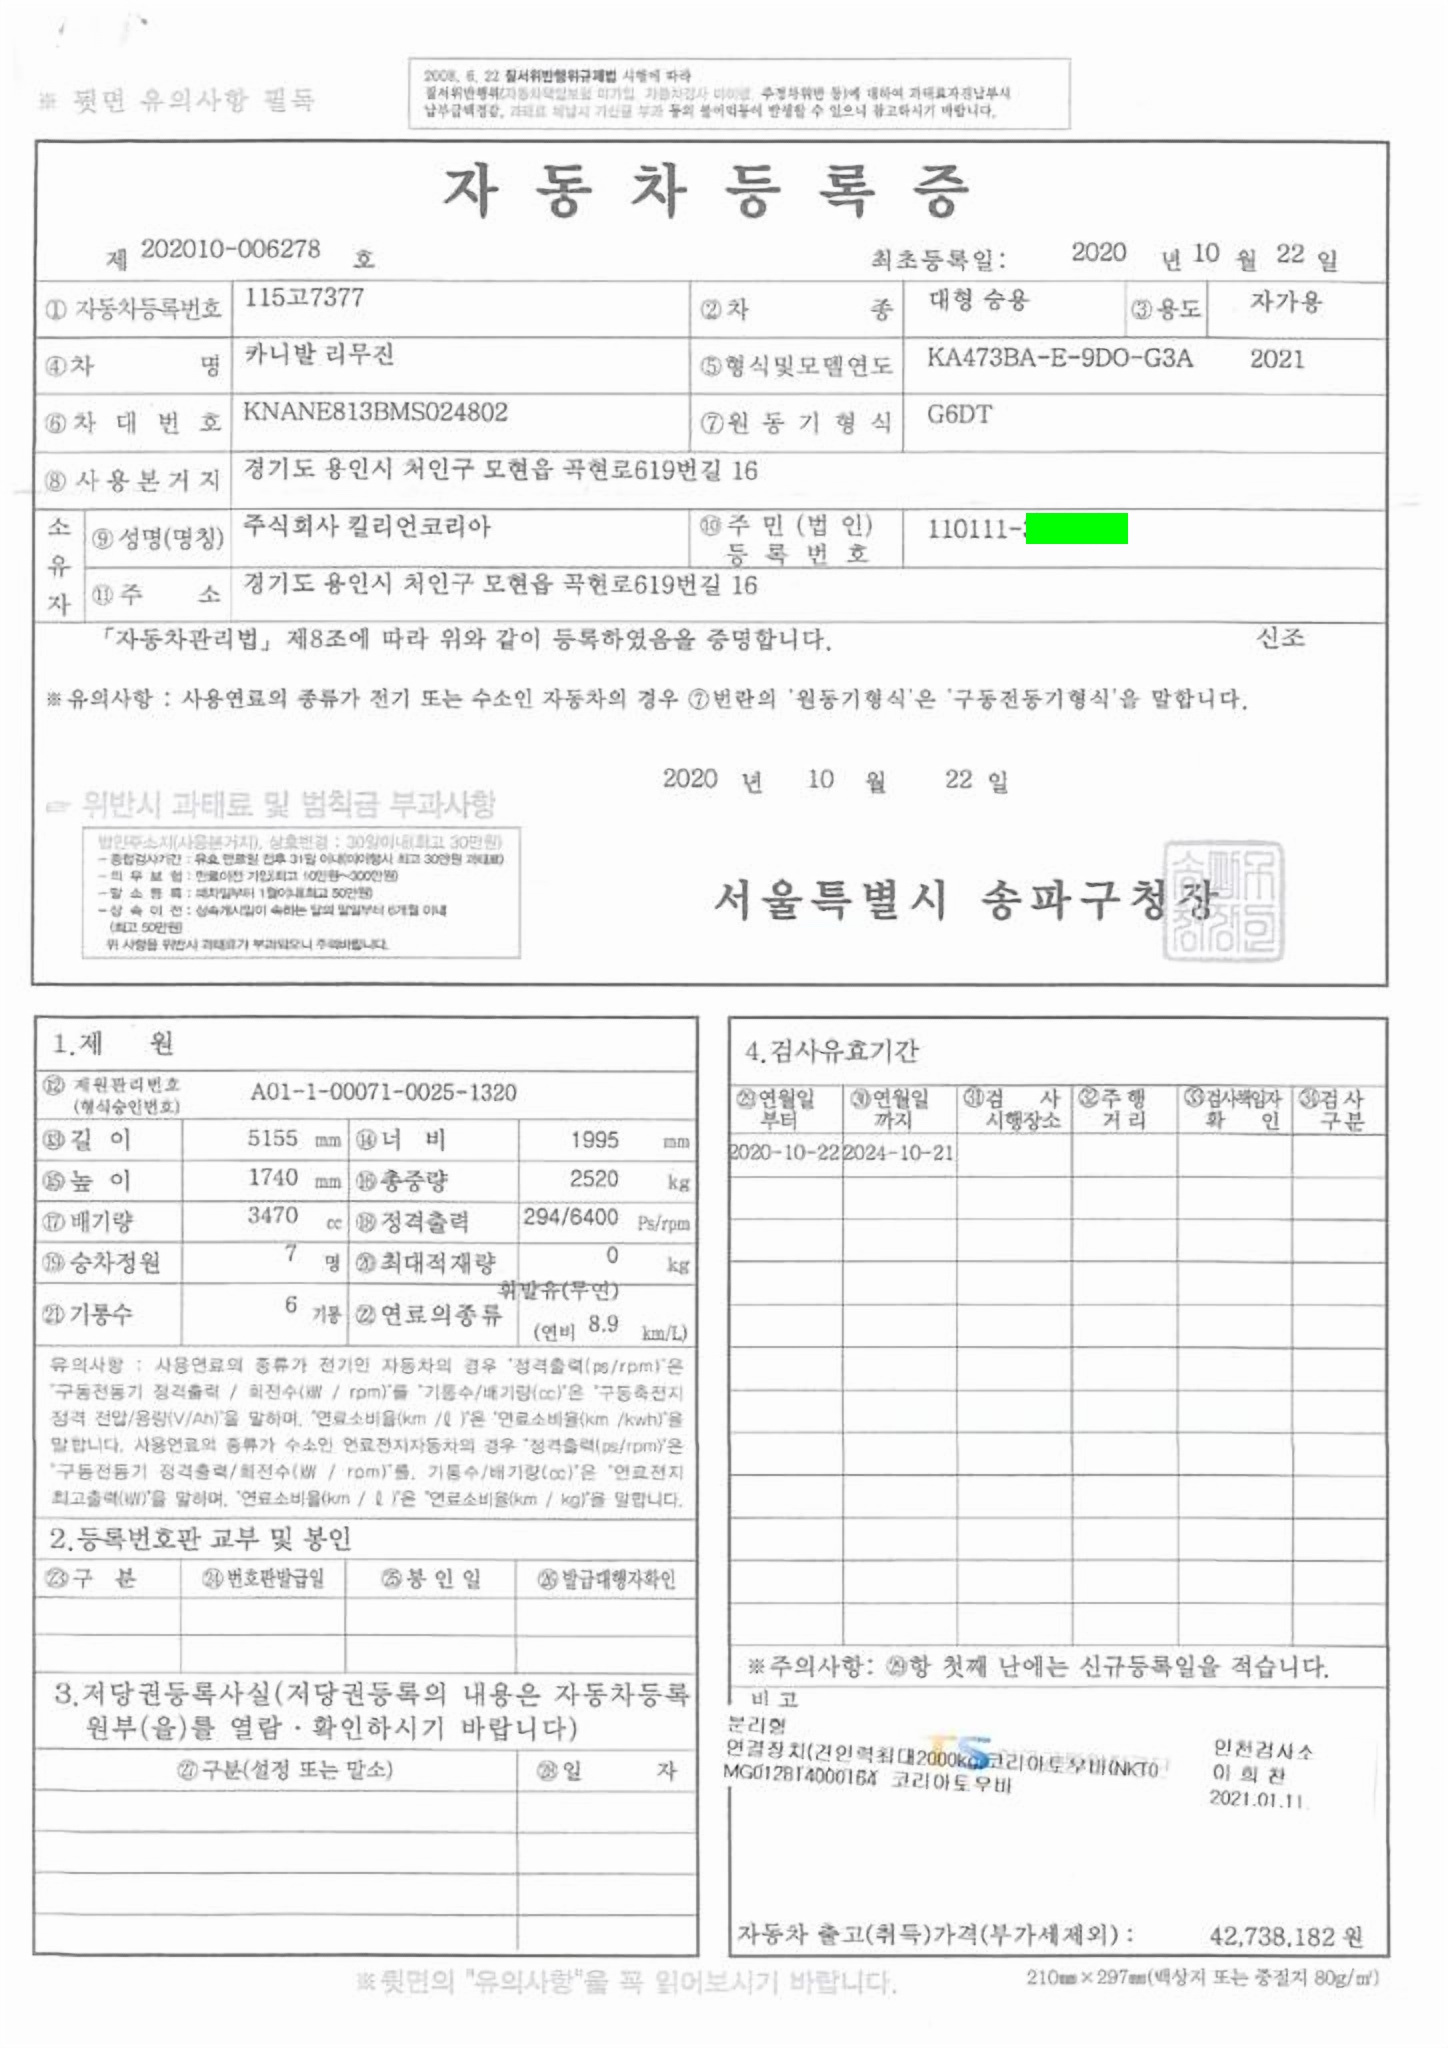 ※ 뒷면 유의사항 필독
2008. 6. 22 질서위반행위규제법 시행에 따라
질서위반행위(자동차책임보험 미가입, 자동차검사 미이행, 주정차위반 등)에 대하여 과태료자진납부시
납부금액경감, 과태료 체납시 가산금 부과 등의 불이익등이 발생할 수 있으니 참고하시기 바랍니다.
자 동 차 등 록 증
제 202010-006278 호
최초등록일: 2020 년 10 월 22 일
① 자동차등록번호 115고7377 ②차 종 대형 승용 ③용도 자가용
④차 명 카니발 리무진 ⑤형식및모델연도 KA473BA-E-9DO-G3A 2021
⑥차 대 번 호 KNANE813BMS024802 ⑦원 동 기 형 식 G6DT
⑧ 사 용 본 거 지 경기도 용인시 처인구 모현읍 곡현로619번길 16
소유자 ⑨성명(명칭) 주식회사 킬리언코리아 ⑩주 민 (법 인) 등 록 번 호 110111-
⑪주 소 경기도 용인시 처인구 모현읍 곡현로619번길 16
「자동차관리법」 제8조에 따라 위와 같이 등록하였음을 증명합니다. 신조
※유의사항 : 사용연료의 종류가 전기 또는 수소인 자동차의 경우 ⑦번란의 '원동기형식'은 '구동전동기형식'을 말합니다.
2020 년 10 월 22 일
☞ 위반시 과태료 및 범칙금 부과사항
법인주소지(사용본거지), 상호변경 : 30일이내(최고 30만원)
- 종합검사기간 : 유효 만료일 전후 31일 이내(미이행시 최고 30만원 과태료)
- 의 무 보 험 : 만료이전 가입(최고 10만원~300만원)
- 말 소 등 록 : 폐차일부터 1월이내(최고 50만원)
- 상 속 이 전 : 상속개시일이 속하는 달의 말일부터 6개월 이내
(최고 50만원)
위 사항을 위반시 과태료가 부과되오니 주의바랍니다.
서울특별시 송파구청장
1.제 원
⑫ 제원관리번호 (형식승인번호) A01-1-00071-0025-1320
⑬길 이 5155 mm ⑭너 비 1995 mm
⑮높 이 1740 mm ⑯총중량 2520 kg
⑰배기량 3470 cc ⑱정격출력 294/6400 Ps/rpm
⑲승차정원 7 명 ⑳최대적재량 0 kg
㉑기통수 6 기통 ㉒연료의종류 휘발유(무연)
(연비 8.9 km/L)
유의사항 : 사용연료의 종류가 전기인 자동차의 경우 "정격출력(ps/rpm)"은
"구동전동기 정격출력 / 회전수(㎾ / rpm)"를 "기통수/배기량(cc)"은 "구동축전지
정격 전압/용량(V/Ah)"을 말하며, "연료소비율(km /ℓ)"은 "연료소비율(km /kwh)"을
말합니다. 사용연료의 종류가 수소인 연료전지자동차의 경우 "정격출력(ps/rpm)"은
"구동전동기 정격출력/회전수(㎾ / rpm)"를, 기통수/배기량(cc)"은 "연료전지
최고출력(㎾)"을 말하며, "연료소비율(km / ℓ)"은 "연료소비율(km / kg)"을 말합니다.
2.등록번호판 교부 및 봉인
㉓구 분 ㉔번호판발급일 ㉕봉 인 일 ㉖발급대행자확인
3.저당권등록사실(저당권등록의 내용은 자동차등록
원부(을)를 열람 · 확인하시기 바랍니다)
㉗구분(설정 또는 말소) ㉘일 자
4.검사유효기간
㉙연월일 부터 ㉚연월일 까지 ㉛검 사 시행장소 ㉜주 행 거 리 ㉝검사책임자 확 인 ㉞검 사 구 분
2020-10-22 2024-10-21
※주의사항: ㉙항 첫째 난에는 신규등록일을 적습니다.
비 고
분리형
연결장치(견인력최대2000kg)코리아토우바(NKTO
MG012814000164 코리아토우바
TS
인천검사소
이 희 찬
2021.01.11.
자동차 출고(취득)가격(부가세제외) : 42,738,182 원
※뒷면의 "유의사항"을 꼭 읽어보시기 바랍니다.
210㎜×297㎜(백상지 또는 중질지 80g/㎡)